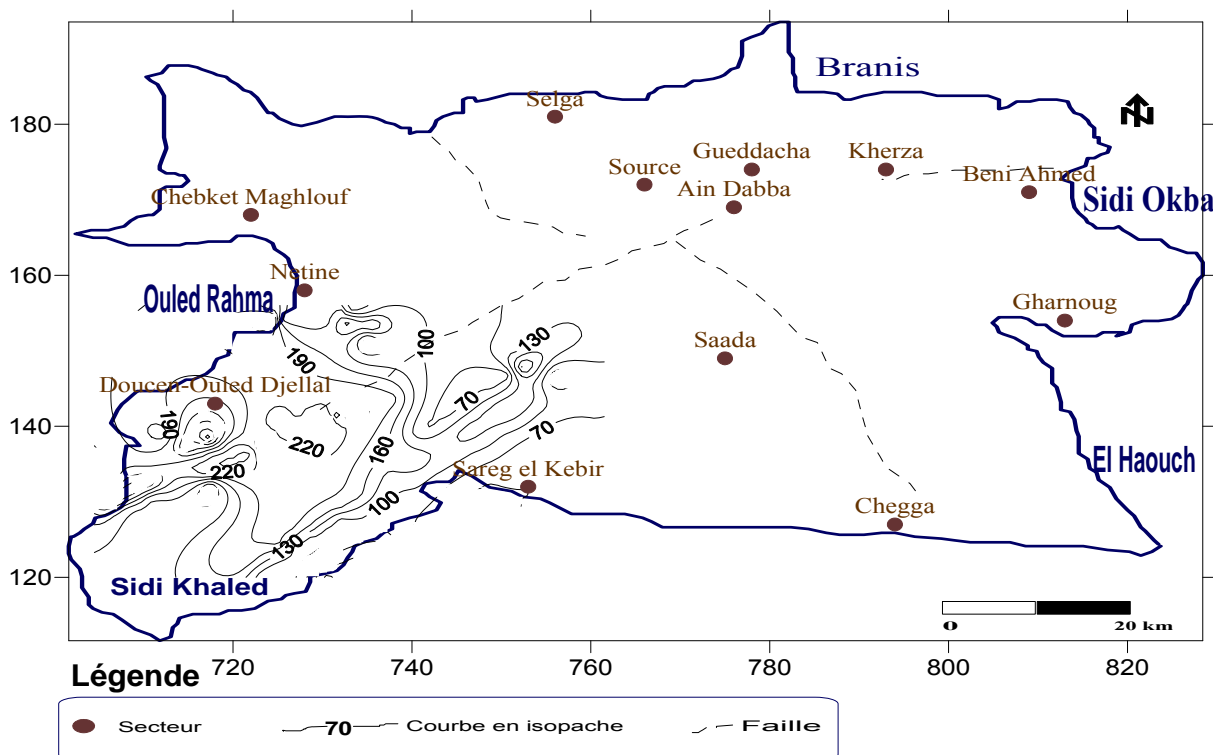 Branis
180
Selga
N
Source
Gueddacha
Kherza
Ain Dabba
Beni Ahmed
Sidi Okba
Chebket Maghlouf
160
Netine
Ouled Rahma
Gharnoug
190
100
130
Saada
Doucen-Ouled Djellal
70
140
160
220
160
70
220
Sareg el Kebir
El Haouch
100
Chegga
130
120
Sidi Khaled
0 20 km
720 740 760 780 800 820
Légende
Secteur 70 Courbe en isopache Faille